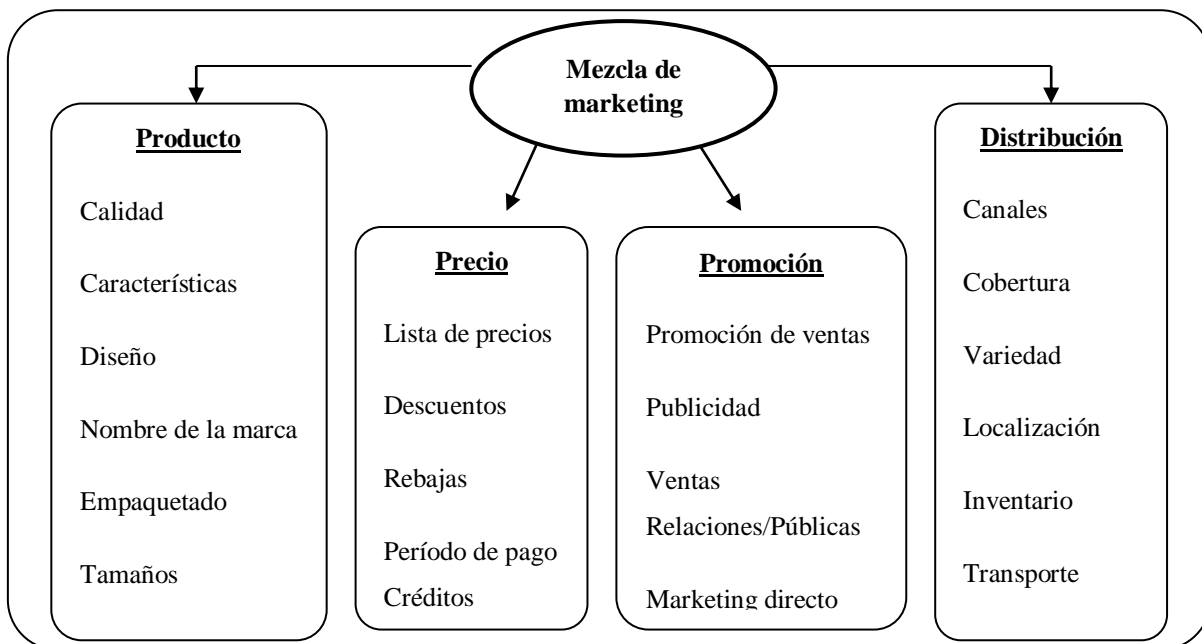 Mezcla de
marketing
Producto
Calidad
Características
Diseño
Nombre de la marca
Empaquetado
Tamaños
Precio
Lista de precios
Descuentos
Rebajas
Período de pago
Créditos
Promoción
Promoción de ventas
Publicidad
Ventas
Relaciones/Públicas
Marketing directo
Distribución
Canales
Cobertura
Variedad
Localización
Inventario
Transporte